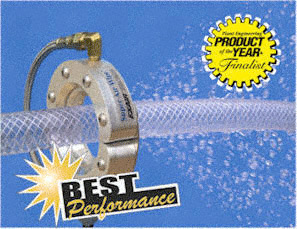 Plant Engineering
PRODUCT
of the
YEAR
Finalist
BEST
Performance